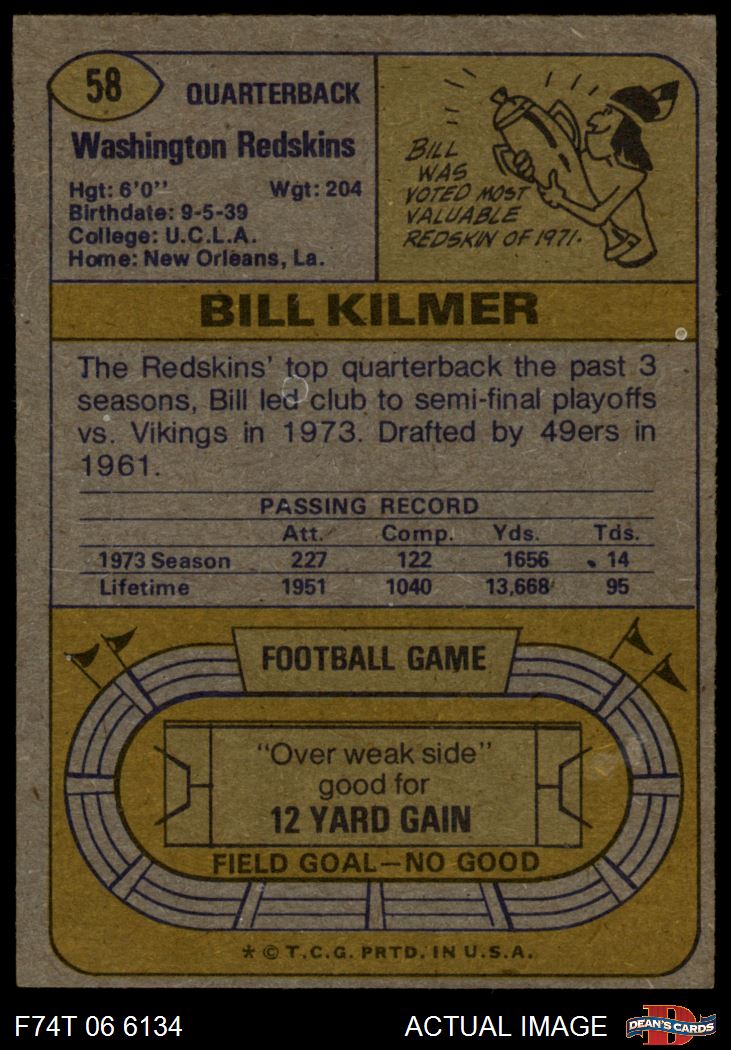 58
QUARTERBACK
Washington Redskins
Hgt: 6'0" Wgt: 204
Birthdate: 9-5-39
College: U.C.L.A.
Home: New Orleans, La.
BILL
WAS
VOTED MOST
VALUABLE
REDSKIN OF 1971.
BILL KILMER
The Redskins' top quarterback the past 3
seasons, Bill led club to semi-final playoffs
vs. Vikings in 1973. Drafted by 49ers in
1961.
PASSING RECORD
Att. Comp. Yds. Tds.
1973 Season 227 122 1656 14
Lifetime 1951 1040 13,668 95
FOOTBALL GAME
"Over weak side"
good for
12 YARD GAIN
FIELD GOAL—NO GOOD
* © T.C.G. PRTD. IN U.S.A.
F74T 06 6134 ACTUAL IMAGE
DEAN'S CARDS